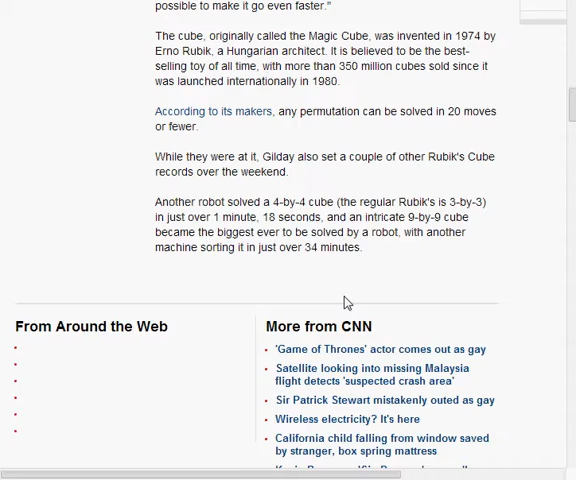 possible to make it go even faster."
The cube, originally called the Magic Cube, was invented in 1974 by
Erno Rubik, a Hungarian architect. It is believed to be the best-
selling toy of all time, with more than 350 million cubes sold since it
was launched internationally in 1980.
According to its makers, any permutation can be solved in 20 moves
or fewer.
While they were at it, Gilday also set a couple of other Rubik's Cube
records over the weekend.
Another robot solved a 4-by-4 cube (the regular Rubik's is 3-by-3)
in just over 1 minute, 18 seconds, and an intricate 9-by-9 cube
became the biggest ever to be solved by a robot, with another
machine sorting it in just over 34 minutes.
From Around the Web
More from CNN
'Game of Thrones' actor comes out as gay
Satellite looking into missing Malaysia
flight detects 'suspected crash area'
Sir Patrick Stewart mistakenly outed as gay
Wireless electricity? It's here
California child falling from window saved
by stranger, box spring mattress